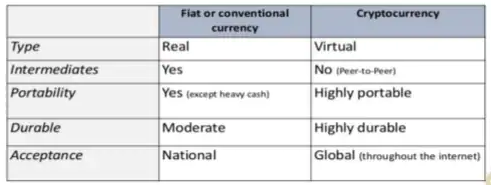 Fiat or conventional currency Cryptocurrency
Type Real Virtual
Intermediates Yes No (Peer-to-Peer)
Portability Yes (except heavy cash) Highly portable
Durable Moderate Highly durable
Acceptance National Global (throughout the internet)